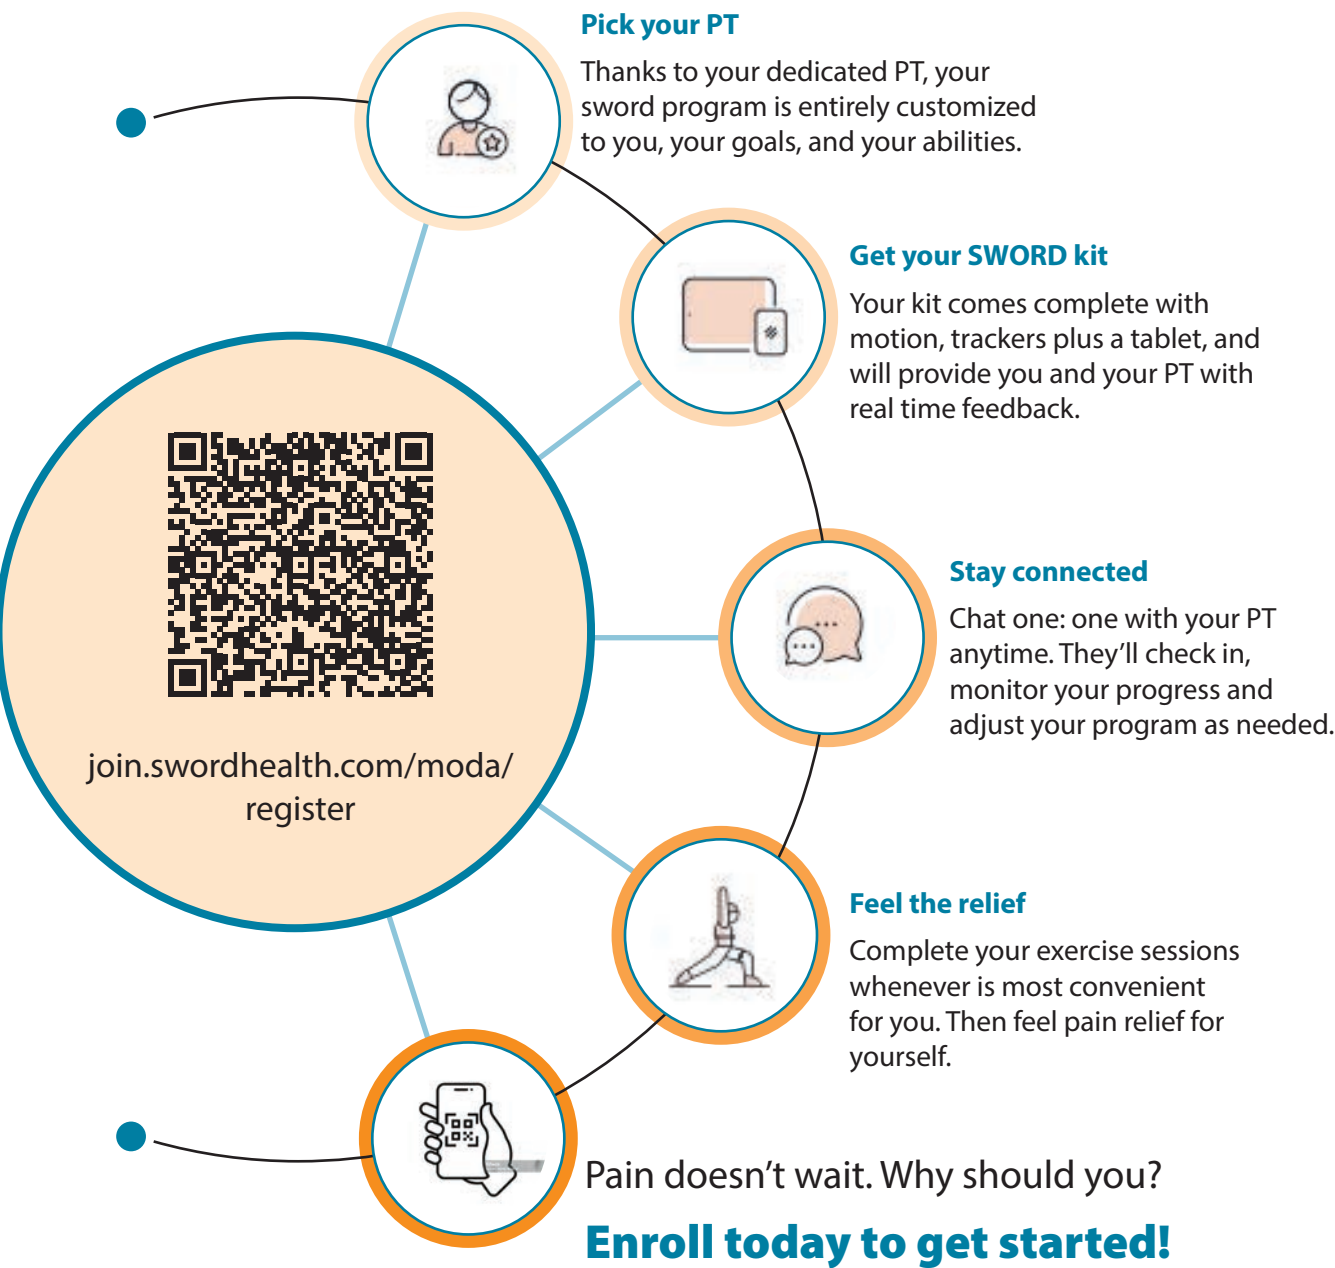 Pick your PT
Thanks to your dedicated PT, your
sword program is entirely customized
to you, your goals, and your abilities.
Get your SWORD kit
Your kit comes complete with
motion, trackers plus a tablet, and
will provide you and your PT with
real time feedback.
Stay connected
Chat one: one with your PT
anytime. They’ll check in,
monitor your progress and
adjust your program as needed.
join.swordhealth.com/moda/
register
Feel the relief
Complete your exercise sessions
whenever is most convenient
for you. Then feel pain relief for
yourself.
Pain doesn’t wait. Why should you?
Enroll today to get started!